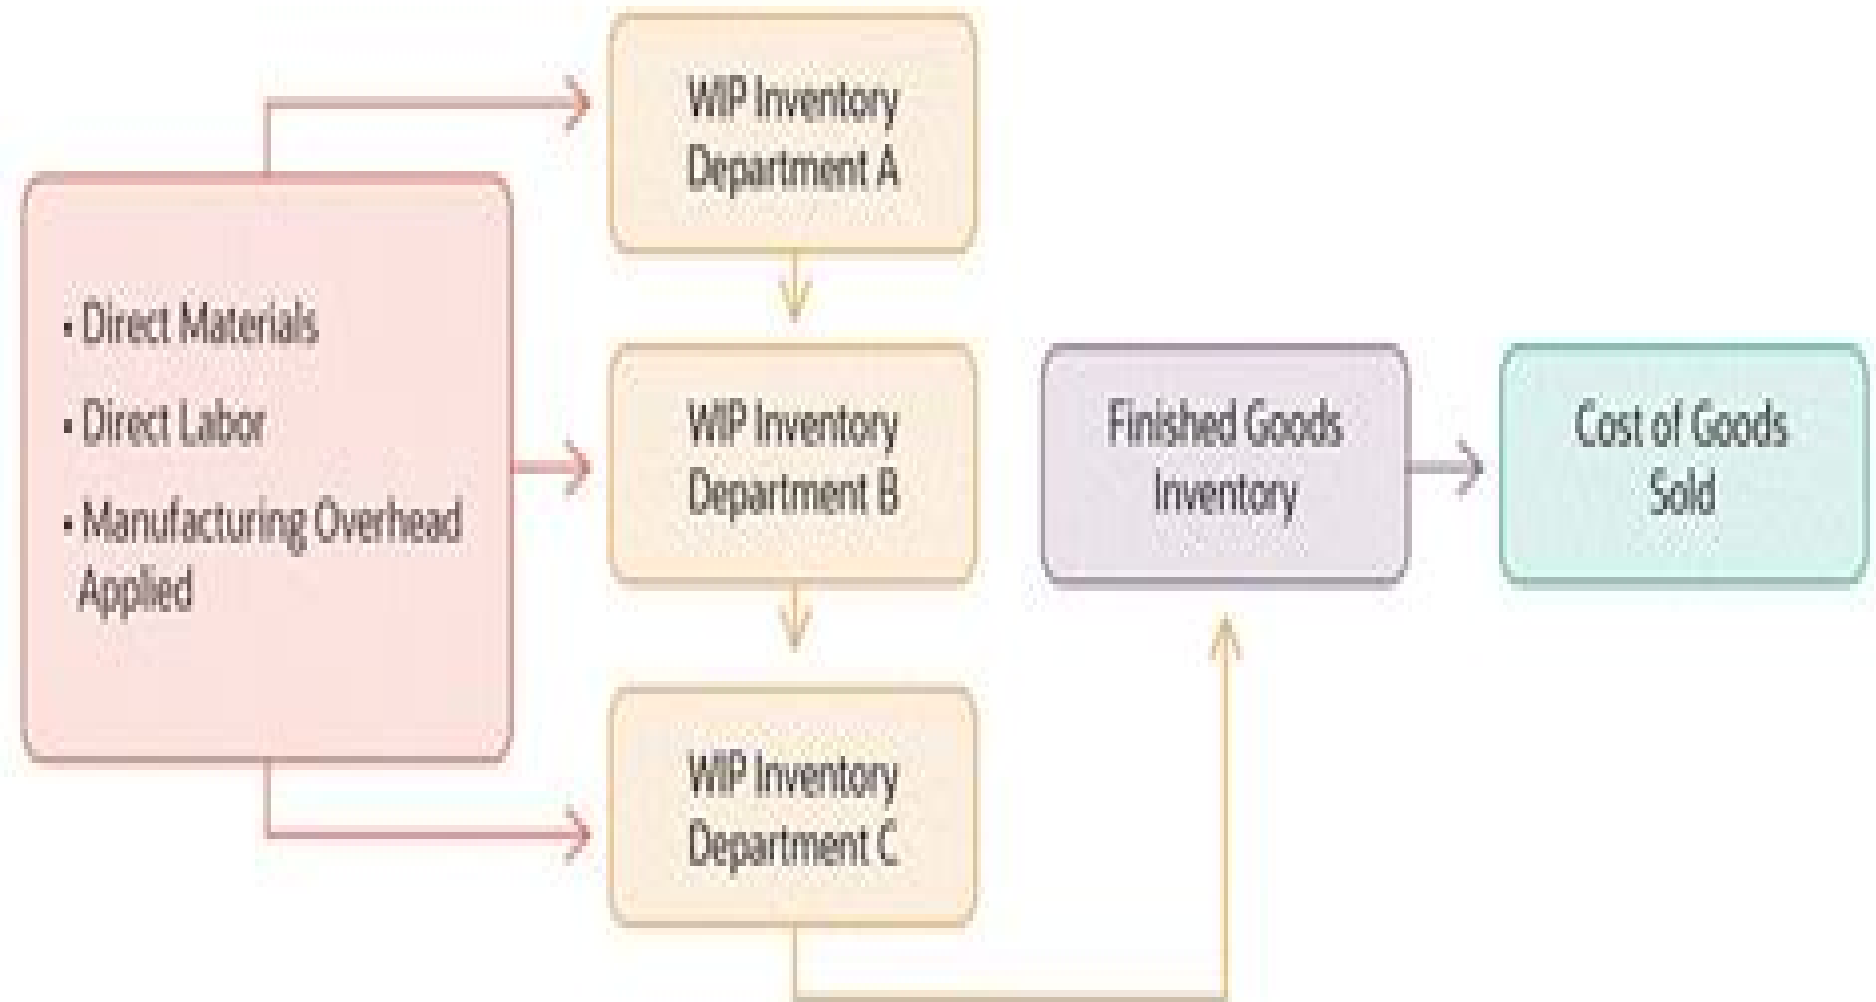 • Direct Materials
• Direct Labor
• Manufacturing Overhead
Applied
WIP Inventory
Department A
WIP Inventory
Department B
WIP Inventory
Department C
Finished Goods
Inventory
Cost of Goods
Sold